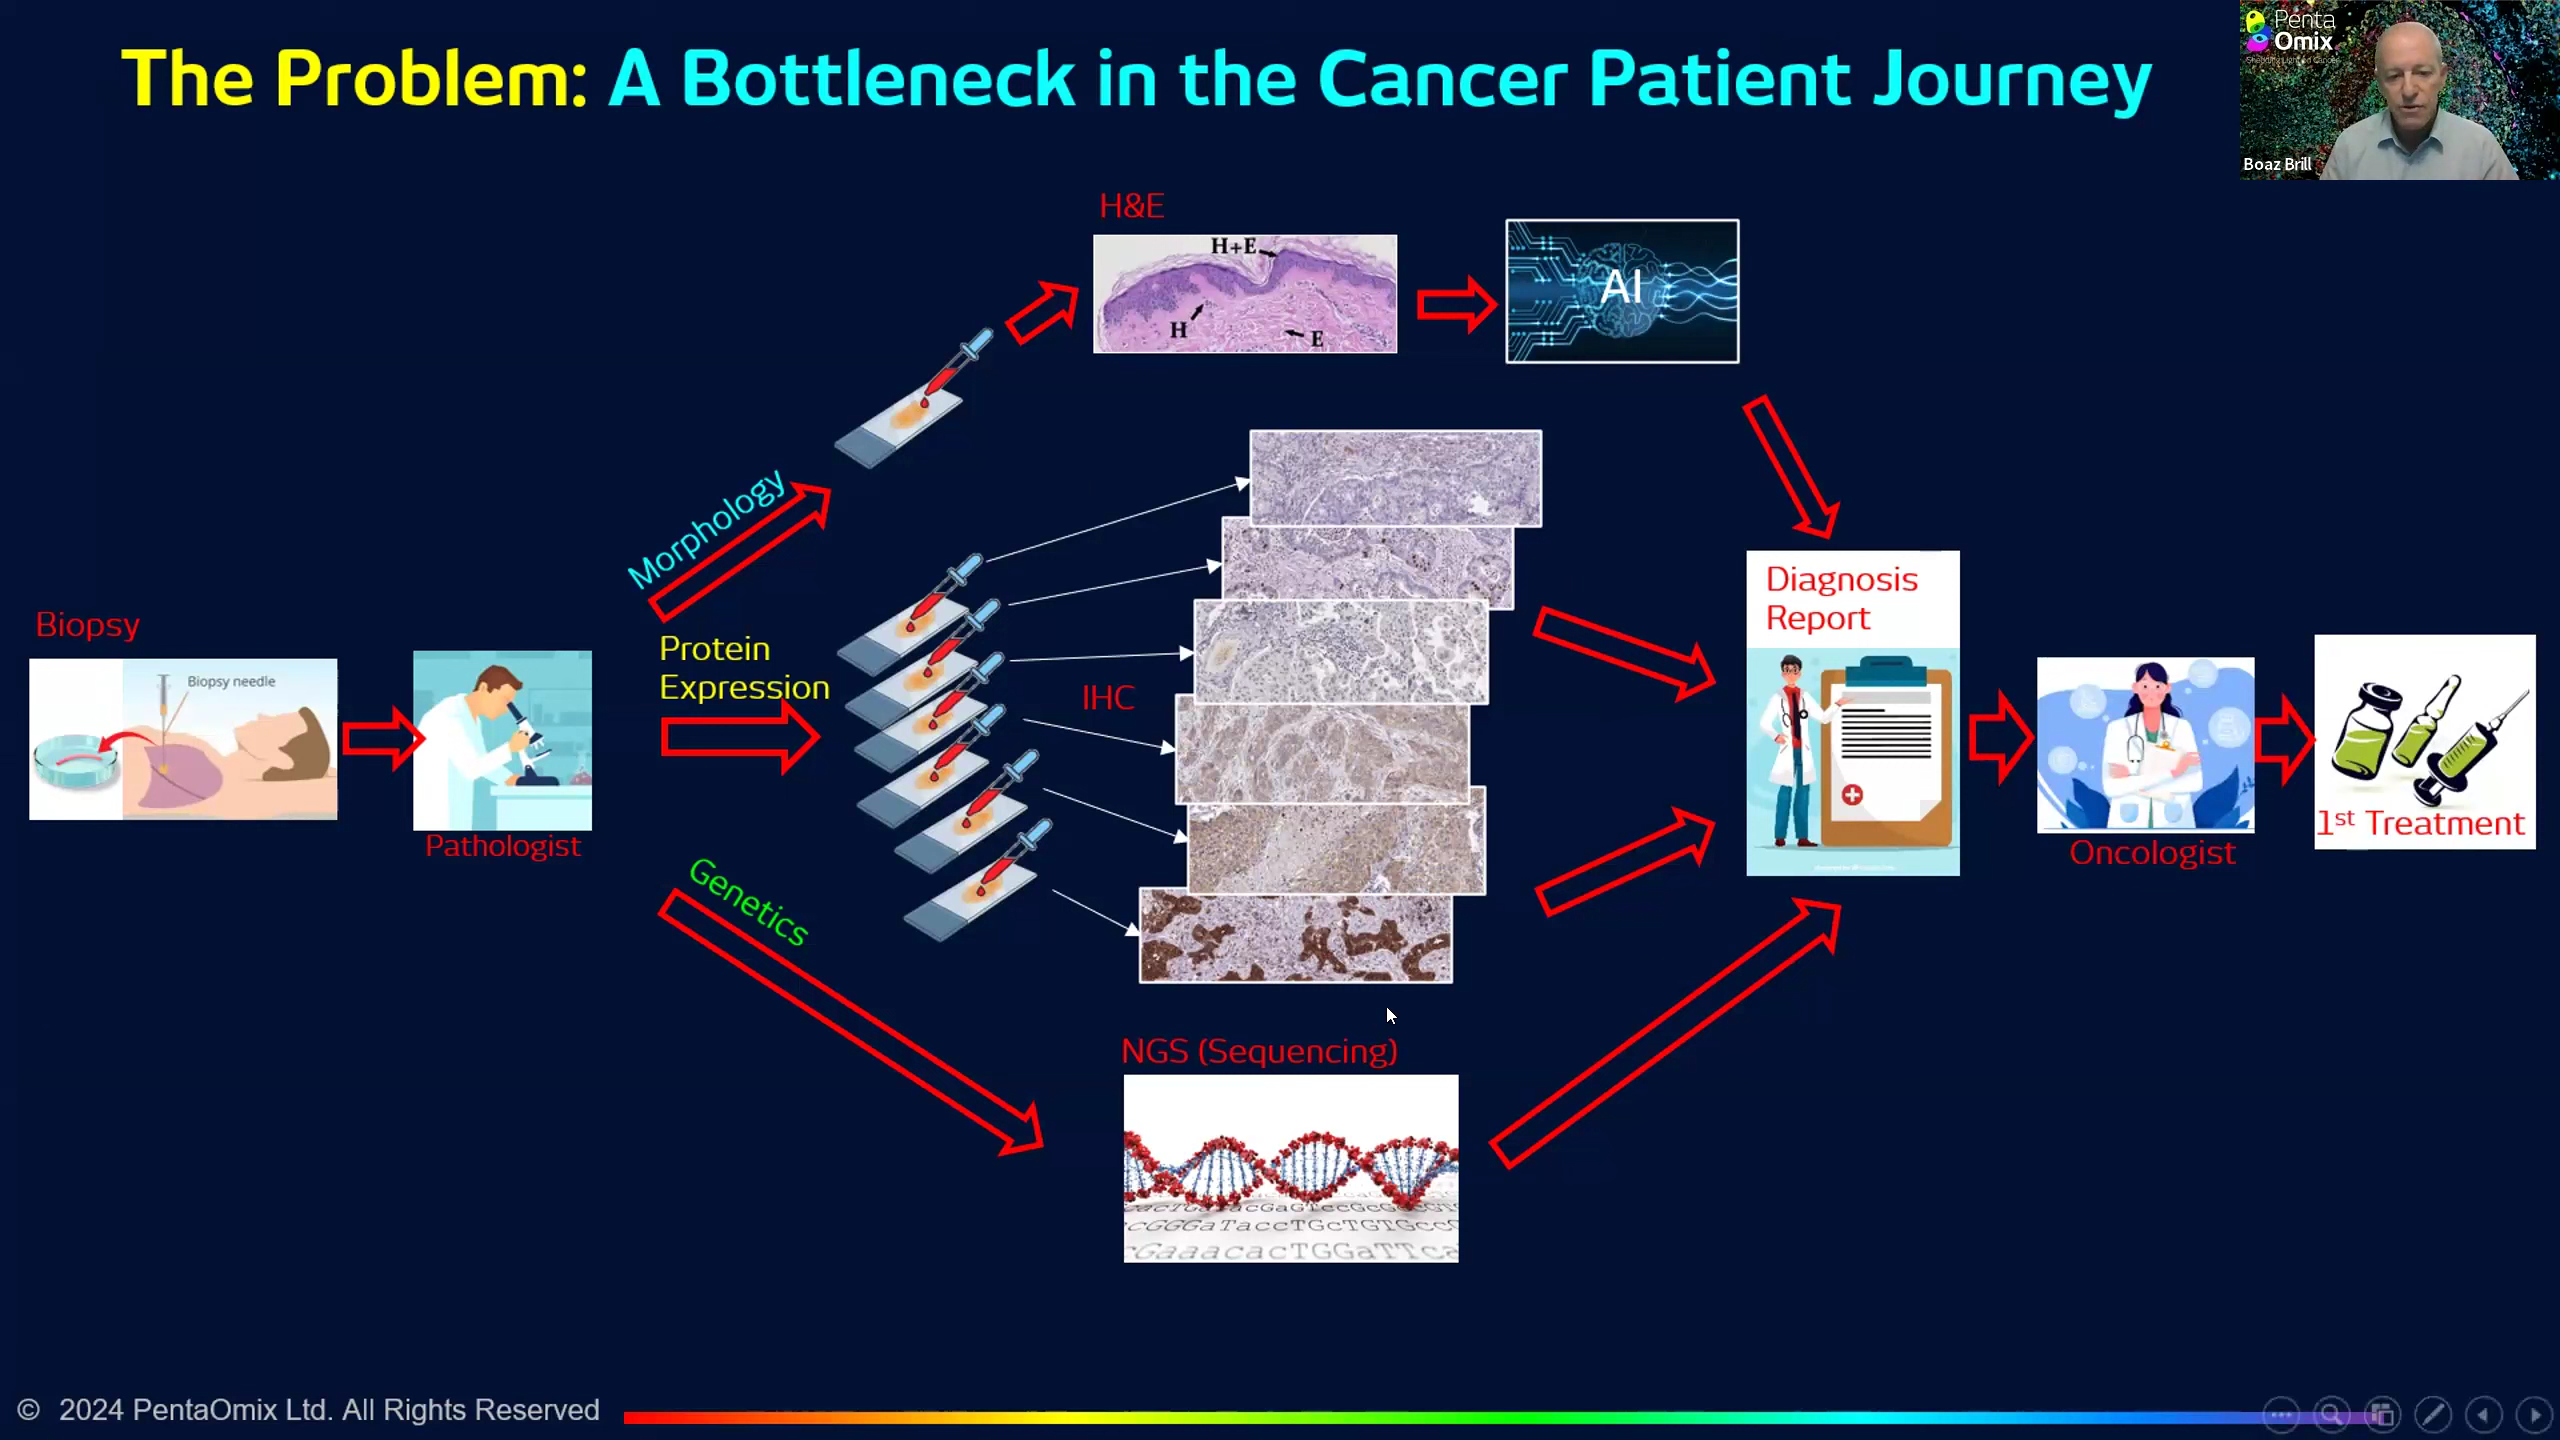 The Problem: A Bottleneck in the Cancer Patient Journey
Penta
Omix
Boaz Brill
H&E
H+E
H
E
AI
Morphology
Protein
Expression
IHC
Genetics
Biopsy
Biopsy needle
Pathologist
Diagnosis
Report
Oncologist
1st Treatment
NGS (Sequencing)
© 2024 PentaOmix Ltd. All Rights Reserved